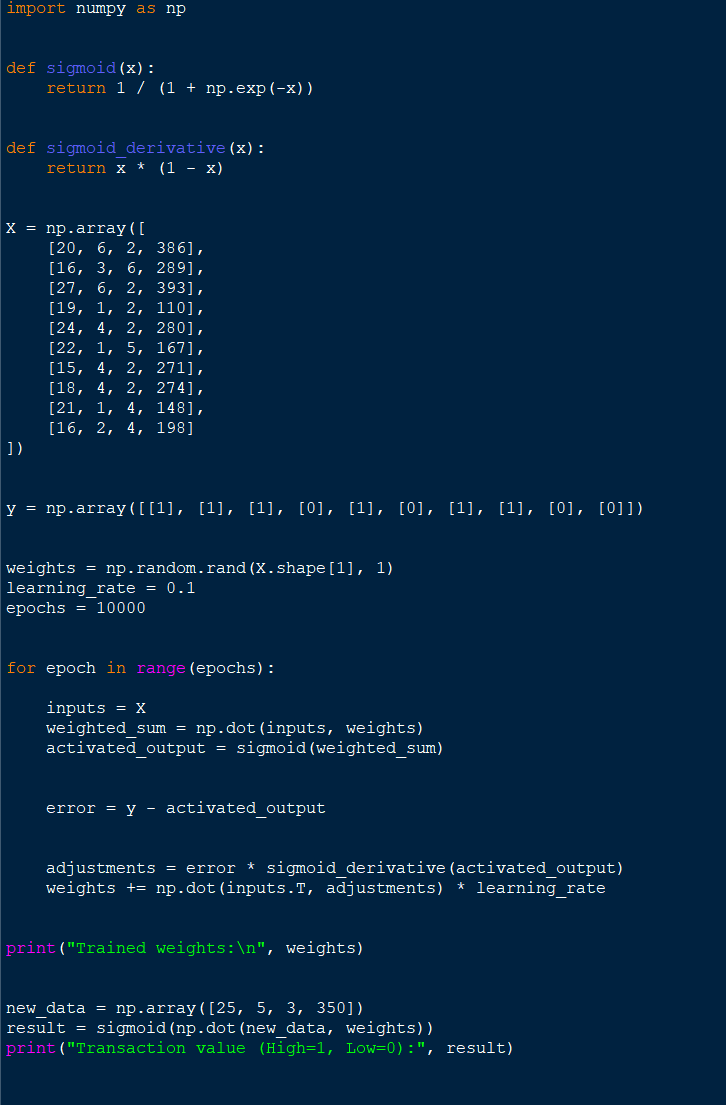 import numpy as np
def sigmoid(x):
    return 1 / (1 + np.exp(-x))
def sigmoid_derivative(x):
    return x * (1 - x)
X = np.array([
    [20, 6, 2, 386],
    [16, 3, 6, 289],
    [27, 6, 2, 393],
    [19, 1, 2, 110],
    [24, 4, 2, 280],
    [22, 1, 5, 167],
    [15, 4, 2, 271],
    [18, 4, 2, 274],
    [21, 1, 4, 148],
    [16, 2, 4, 198]
])
y = np.array([[1], [1], [1], [0], [1], [0], [1], [1], [0], [0]])
weights = np.random.rand(X.shape[1], 1)
learning_rate = 0.1
epochs = 10000
for epoch in range(epochs):
    inputs = X
    weighted_sum = np.dot(inputs, weights)
    activated_output = sigmoid(weighted_sum)
    error = y - activated_output
    adjustments = error * sigmoid_derivative(activated_output)
    weights += np.dot(inputs.T, adjustments) * learning_rate
print("Trained weights:\n", weights)
new_data = np.array([25, 5, 3, 350])
result = sigmoid(np.dot(new_data, weights))
print("Transaction value (High=1, Low=0):", result)